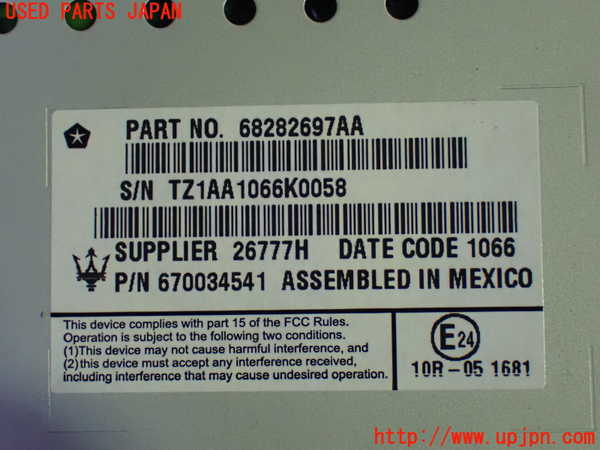 USED PARTS JAPAN
PART NO. 68282697AA
S/N TZ1AA1066K0058
SUPPLIER 26777H DATE CODE 1066
P/N 670034541 ASSEMBLED IN MEXICO
This device complies with part 15 of the FCC Rules.
Operation is subject to the following two conditions.
(1)This device may not cause harmful interference, and
(2)this device must accept any interference received,
including interference that may cause undesired operation.
E24
10R-05 1681
http://www.upjpn.com